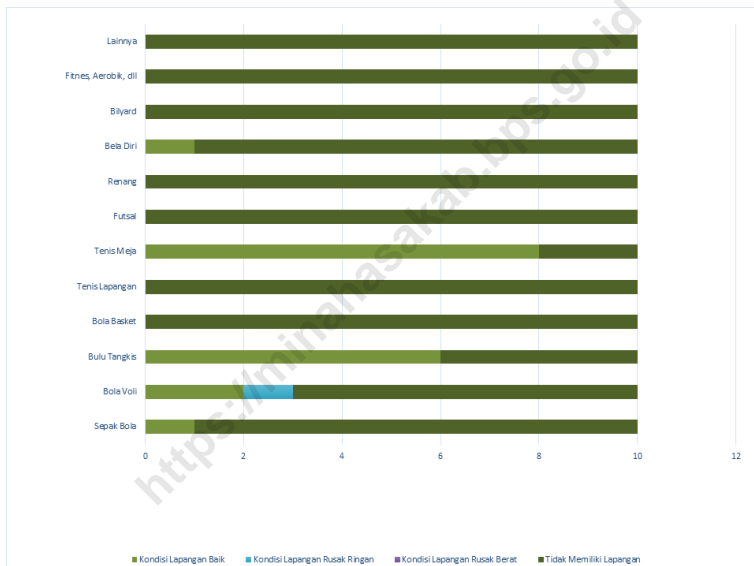 Lainnya
Fitnes, Aerobik, dll
Bilyard
Bela Diri
Renang
Futsal
Tenis Meja
Tenis Lapangan
Bola Basket
Bulu Tangkis
Bola Voli
Sepak Bola
0 2 4 6 8 10 12
Kondisi Lapangan Baik Kondisi Lapangan Rusak Ringan Kondisi Lapangan Rusak Berat Tidak Memiliki Lapangan
https://minahasakab.bps.go.id